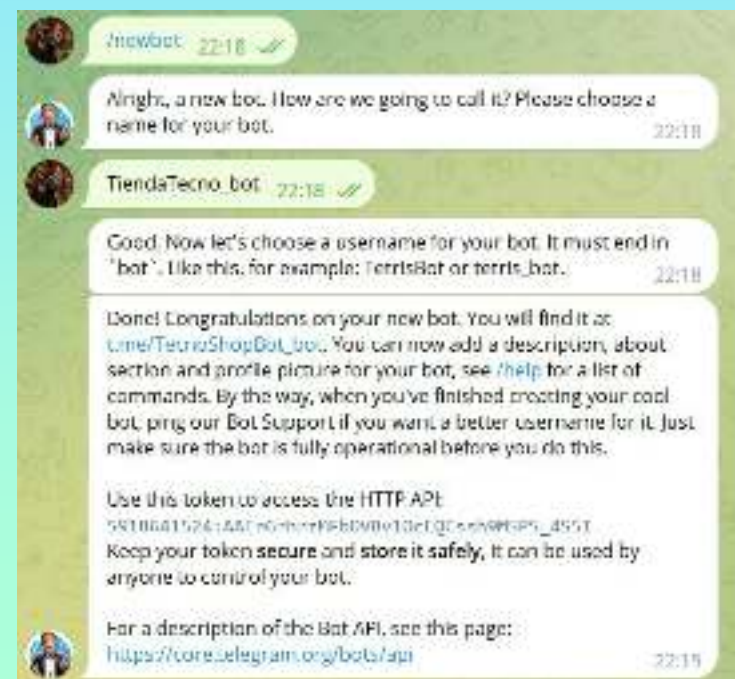 /newbot 22:18
Alright, a new bot. How are we going to call it? Please choose a
name for your bot.
22:18
TiendaTecno_bot 22:18
Good. Now let's choose a username for your bot. It must end in
`bot`. Like this, for example: TetrisBot or tetris_bot.
22:18
Done! Congratulations on your new bot. You will find it at
t.me/TecnoShopBot_bot. You can now add a description, about
section and profile picture for your bot, see /help for a list of
commands. By the way, when you've finished creating your cool
bot, ping our Bot Support if you want a better username for it. Just
make sure the bot is fully operational before you do this.
Use this token to access the HTTP API:
Keep your token secure and store it safely, it can be used by
anyone to control your bot.
For a description of the Bot API, see this page:
https://core.telegram.org/bots/api
22:19